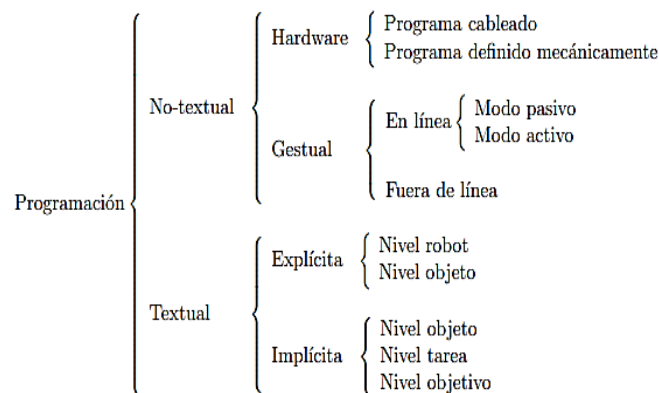 Programación
No-textual
Hardware
Programa cableado
Programa definido mecánicamente
Gestual
En línea
Modo pasivo
Modo activo
Fuera de línea
Textual
Explícita
Nivel robot
Nivel objeto
Implícita
Nivel objeto
Nivel tarea
Nivel objetivo